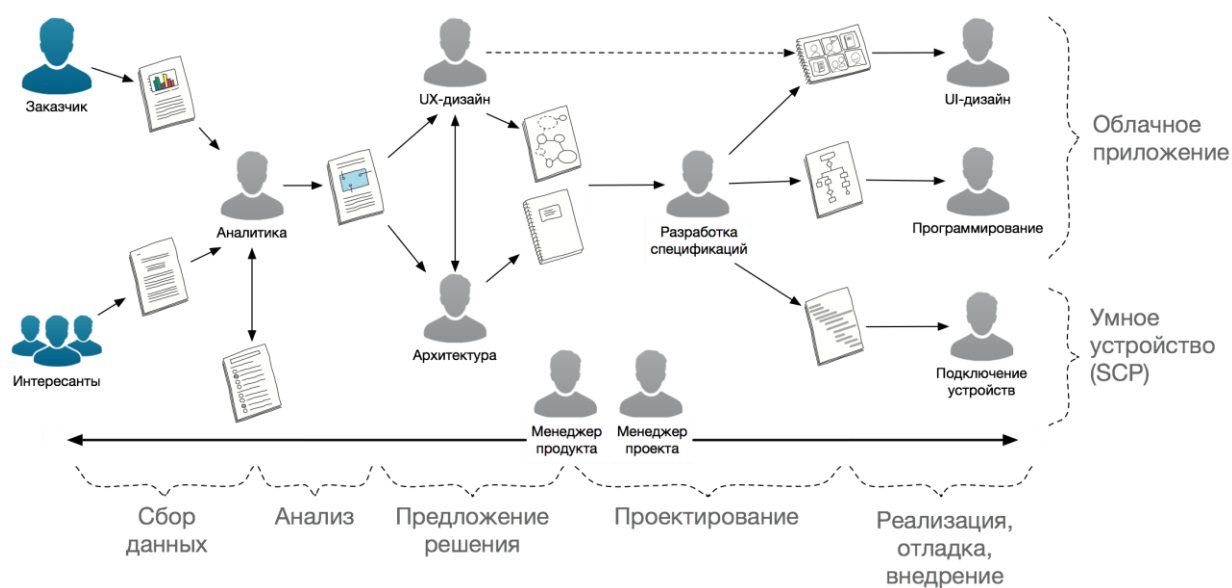 Заказчик
UX-дизайн
UI-дизайн
Облачное
приложение
Аналитика
Разработка
спецификаций
Программирование
Интересанты
Архитектура
Подключение
устройств
Умное
устройство
(SCP)
Менеджер
продукта
Менеджер
проекта
Сбор
данных
Анализ
Предложение
решения
Проектирование
Реализация,
отладка,
внедрение